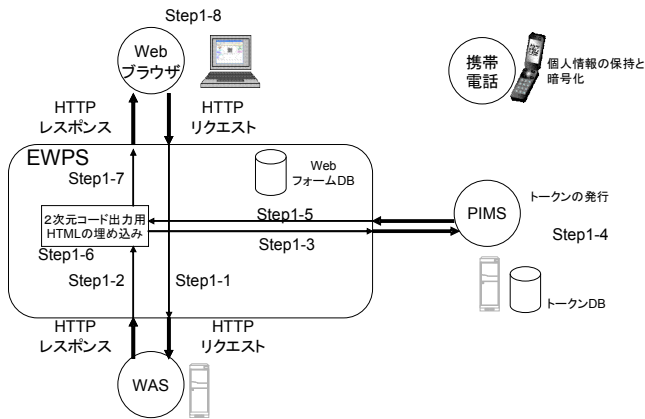 Step1-8
Web
ブラウザ
携帯
電話
個人情報の保持と
暗号化
HTTP
レスポンス
HTTP
リクエスト
EWPS
Web
フォームDB
Step1-7
2次元コード出力用
HTMLの埋め込み
Step1-5
Step1-3
PIMS
トークンの発行
Step1-4
Step1-6
Step1-2
Step1-1
トークンDB
HTTP
レスポンス
HTTP
リクエスト
WAS